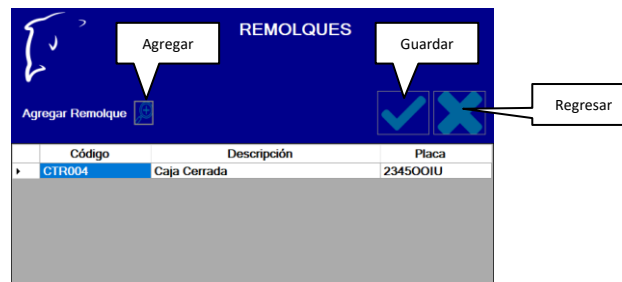 REMOLQUES
Agregar
Guardar
Agregar Remolque
Regresar
Código Descripción Placa
CTR004 Caja Cerrada 2345OOIU